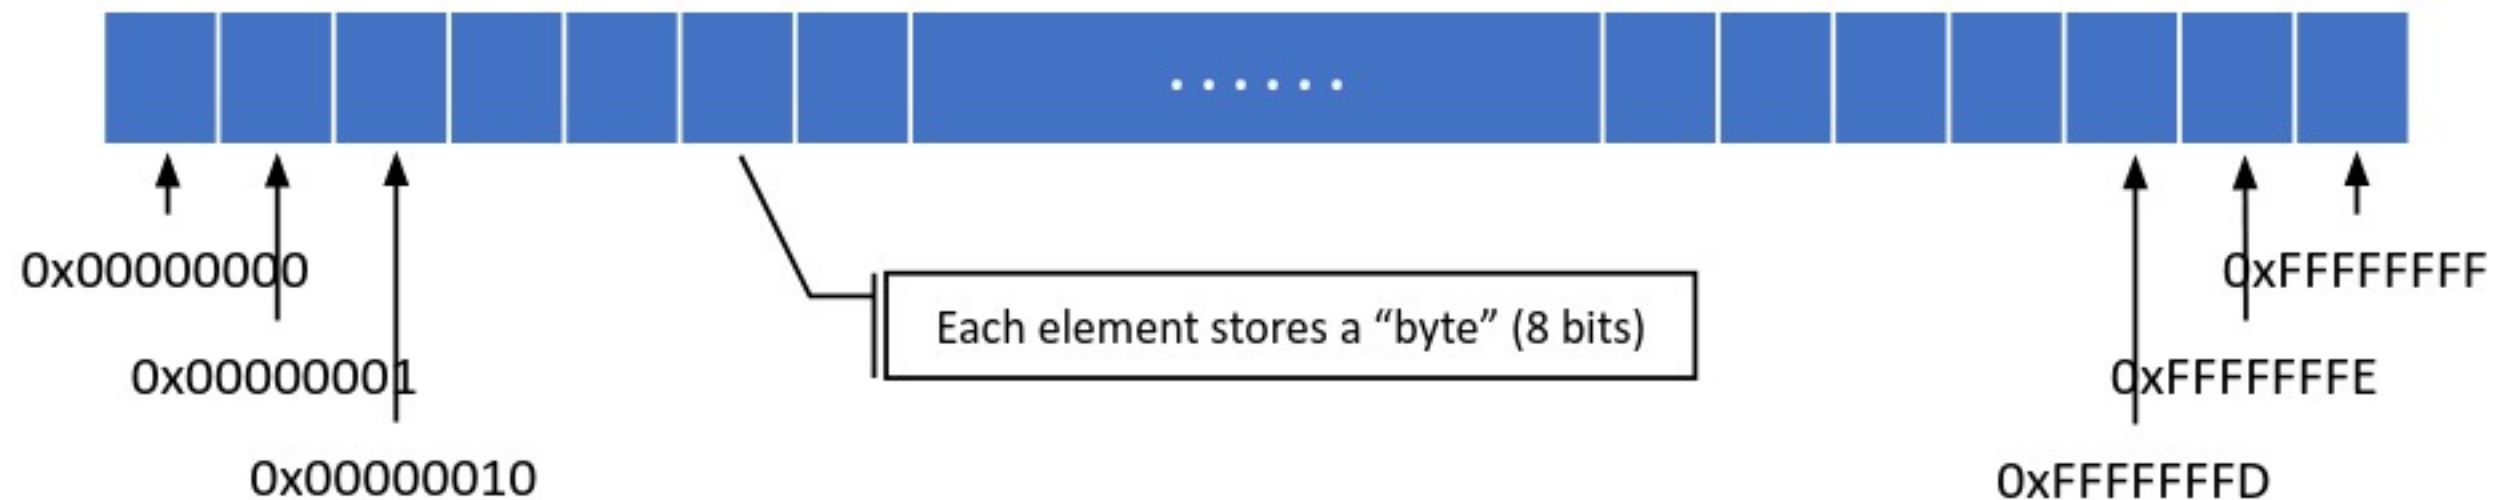 ......
0x00000000
0xFFFFFFFF
Each element stores a “byte” (8 bits)
0x00000001
0xFFFFFFFE
0x00000010
0xFFFFFFFD